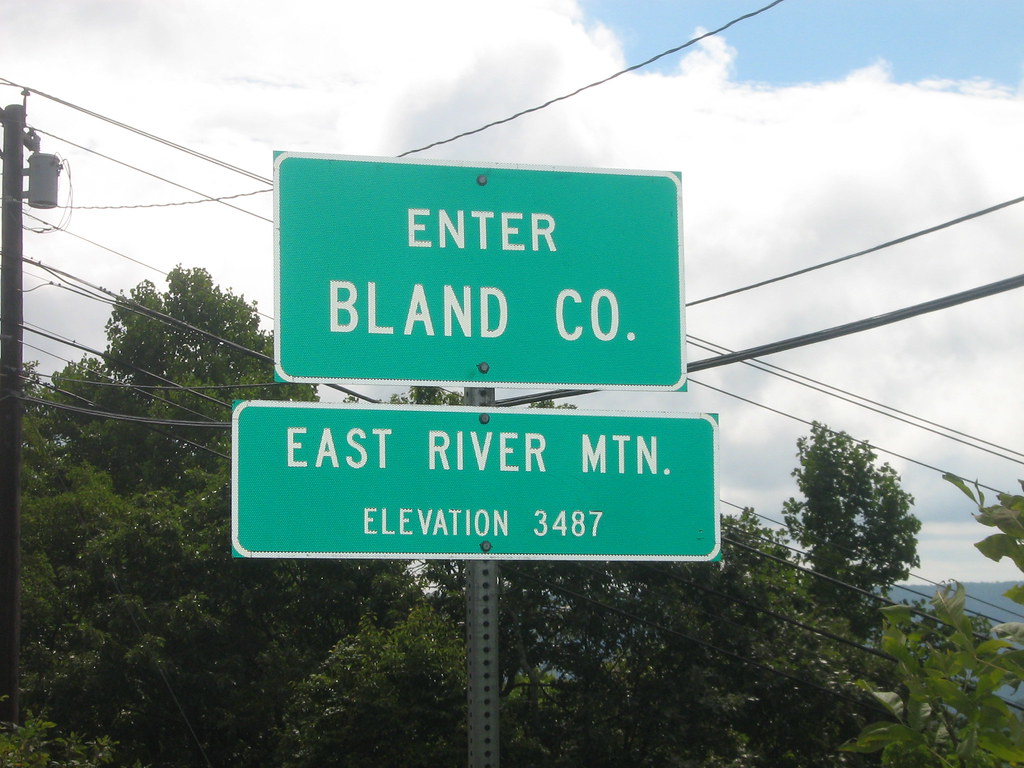 ENTER
BLAND CO.
EAST RIVER MTN.
ELEVATION 3487